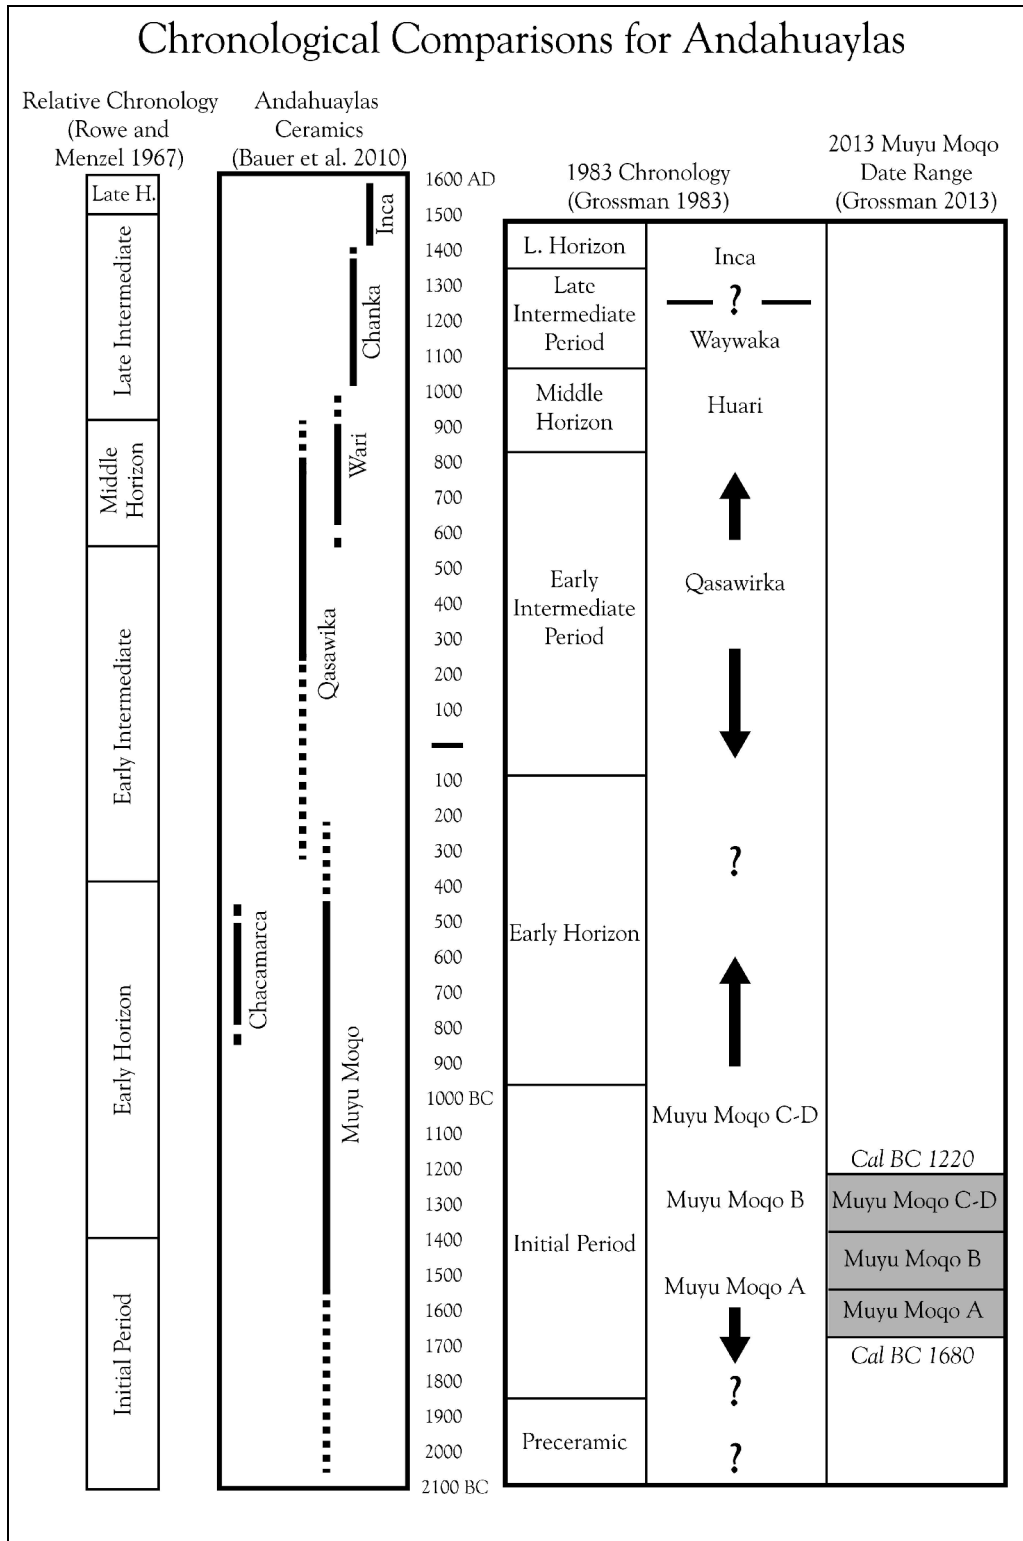 Chronological Comparisons for Andahuaylas
Relative Chronology
(Rowe and
Menzel 1967)
Late H.
Late Intermediate
Middle
Horizon
Early Intermediate
Early Horizon
Initial Period
Andahuaylas
Ceramics
(Bauer et al. 2010)
Inca
Chanka
Wari
Qasawika
Chacamarca
Muyu Moqo
1600 AD
1500
1400
1300
1200
1100
1000
900
800
700
600
500
400
300
200
100
100
200
300
400
500
600
700
800
900
1000 BC
1100
1200
1300
1400
1500
1600
1700
1800
1900
2000
2100 BC
1983 Chronology
(Grossman 1983)
L. Horizon
Late
Intermediate
Period
Middle
Horizon
Early
Intermediate
Period
Early Horizon
Initial Period
Preceramic
Inca
?
Waywaka
Huari
Qasawirka
?
Muyu Moqo C-D
Muyu Moqo B
Muyu Moqo A
?
?
2013 Muyu Moqo
Date Range
(Grossman 2013)
Cal BC 1220
Muyu Moqo C-D
Muyu Moqo B
Muyu Moqo A
Cal BC 1680